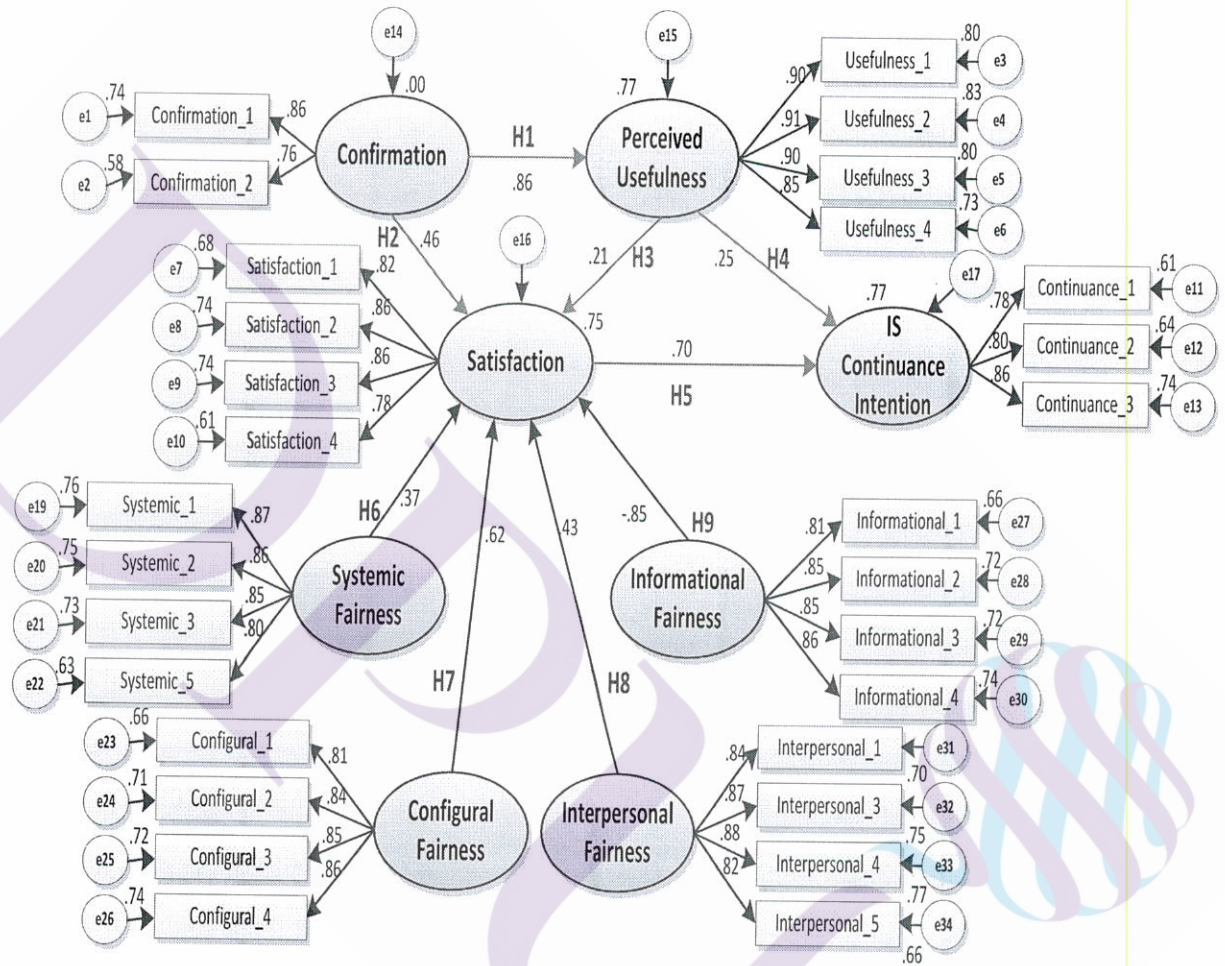 e14
e15
.80
.00
.77
Usefulness_1
e3
.90
.74
e1
Confirmation_1
.86
.83
Usefulness_2
e4
.91
Confirmation
H1
Perceived
Usefulness
.58
e2
Confirmation_2
.76
.90
.80
Usefulness_3
e5
.86
.85
.73
Usefulness_4
e6
H2
.46
e16
.21
H3
.25
H4
e17
.68
e7
Satisfaction_1
.82
.77
Continuance_1
.61
e11
.78
.74
e8
Satisfaction_2
.86
.75
IS
Continuance
Intention
.80
Continuance_2
.64
e12
Satisfaction
.70
H5
.74
e9
Satisfaction_3
.86
.86
Continuance_3
.74
e13
.61
e10
Satisfaction_4
.78
.76
e19
Systemic_1
.87
H6
.37
.62
.43
-.85
H9
.81
Informational_1
.66
e27
.75
e20
Systemic_2
.86
Systemic
Fairness
Informational
Fairness
.85
Informational_2
.72
e28
.73
e21
Systemic_3
.85
.85
Informational_3
.72
e29
.63
e22
Systemic_5
.80
H7
H8
86
Informational_4
.74
e30
.66
e23
Configural_1
.81
.84
Interpersonal_1
e31
.70
.71
e24
Configural_2
.84
Configural
Fairness
Interpersonal
Fairness
.87
Interpersonal_3
e32
.75
.72
e25
Configural_3
.85
.88
Interpersonal_4
e33
.77
.74
e26
Configural_4
.86
.82
Interpersonal_5
e34
.66